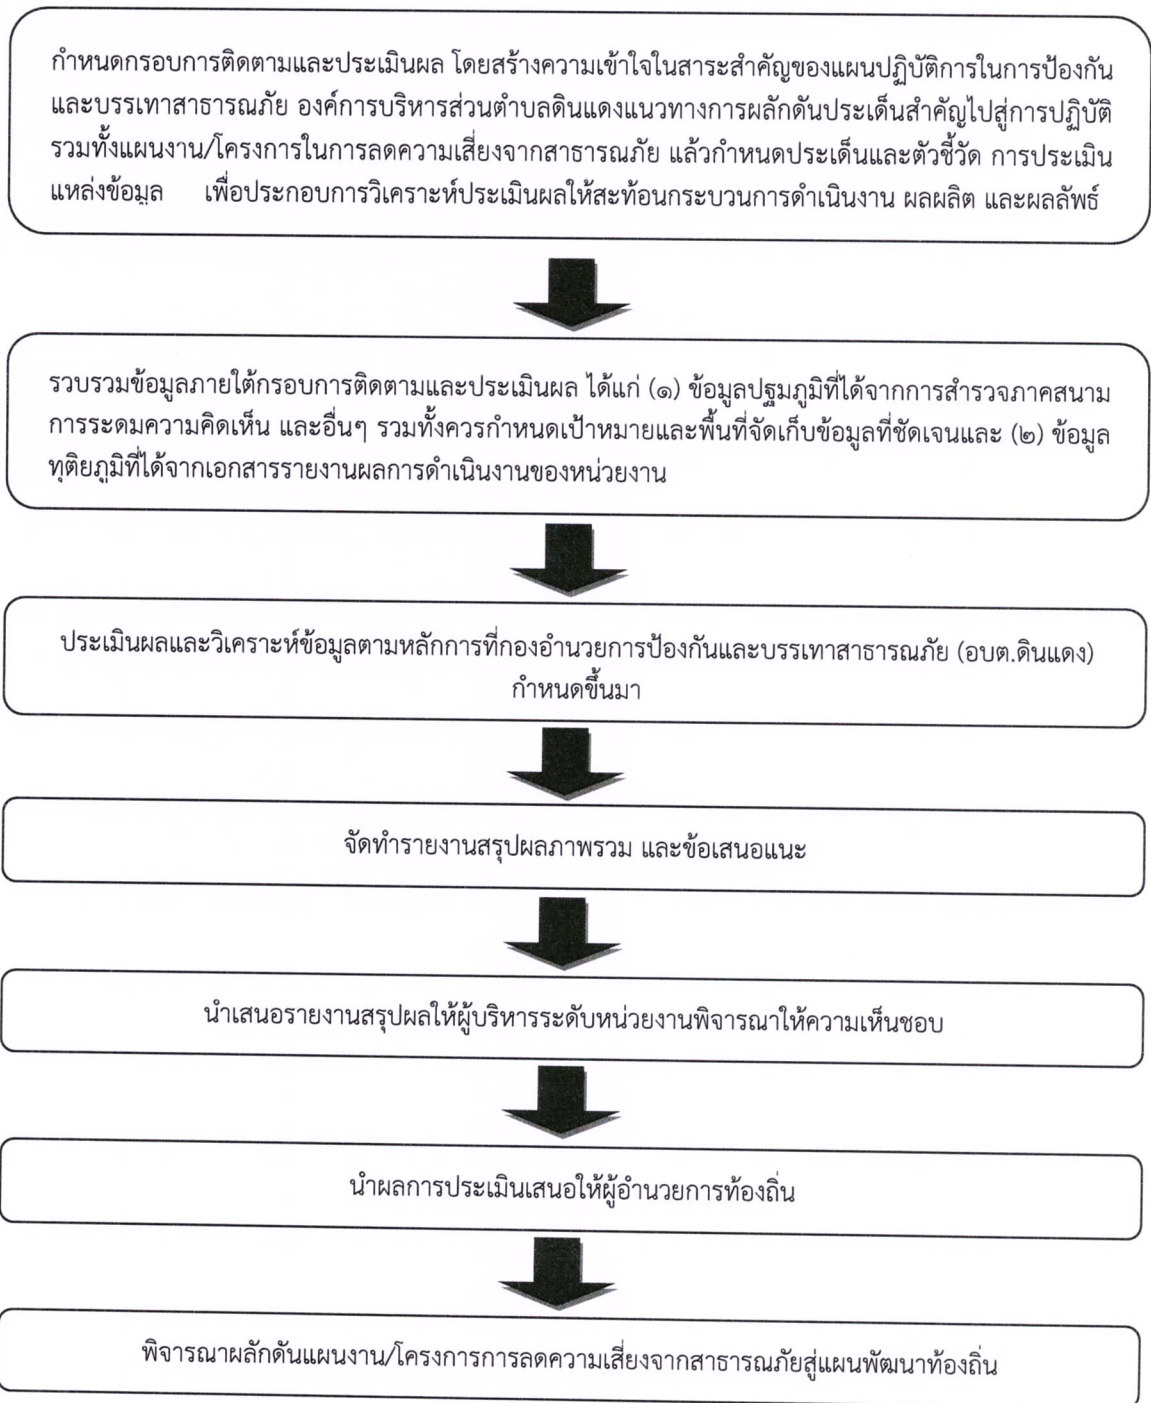 กำหนดกรอบการติดตามและประเมินผล โดยสร้างความเข้าใจในสาระสำคัญของแผนปฏิบัติการในการป้องกัน
และบรรเทาสาธารณภัย องค์การบริหารส่วนตำบลดินแดงแนวทางการผลักดันประเด็นสำคัญไปสู่การปฏิบัติ
รวมทั้งแผนงาน/โครงการในการลดความเสี่ยงจากสาธารณภัย แล้วกำหนดประเด็นและตัวชี้วัด การประเมิน
แหล่งข้อมูล เพื่อประกอบการวิเคราะห์ประเมินผลให้สะท้อนกระบวนการดำเนินงาน ผลผลิต และผลลัพธ์
รวบรวมข้อมูลภายใต้กรอบการติดตามและประเมินผล ได้แก่ (๑) ข้อมูลปฐมภูมิที่ได้จากการสำรวจภาคสนาม
การระดมความคิดเห็น และอื่นๆ รวมทั้งควรกำหนดเป้าหมายและพื้นที่จัดเก็บข้อมูลที่ชัดเจนและ (๒) ข้อมูล
ทุติยภูมิที่ได้จากเอกสารรายงานผลการดำเนินงานของหน่วยงาน
ประเมินผลและวิเคราะห์ข้อมูลตามหลักการที่กองอำนวยการป้องกันและบรรเทาสาธารณภัย (อบต.ดินแดง)
กำหนดขึ้นมา
จัดทำรายงานสรุปผลภาพรวม และข้อเสนอแนะ
นำเสนอรายงานสรุปผลให้ผู้บริหารระดับหน่วยงานพิจารณาให้ความเห็นชอบ
นำผลการประเมินเสนอให้ผู้อำนวยการท้องถิ่น
พิจารณาผลักดันแผนงาน/โครงการการลดความเสี่ยงจากสาธารณภัยสู่แผนพัฒนาท้องถิ่น